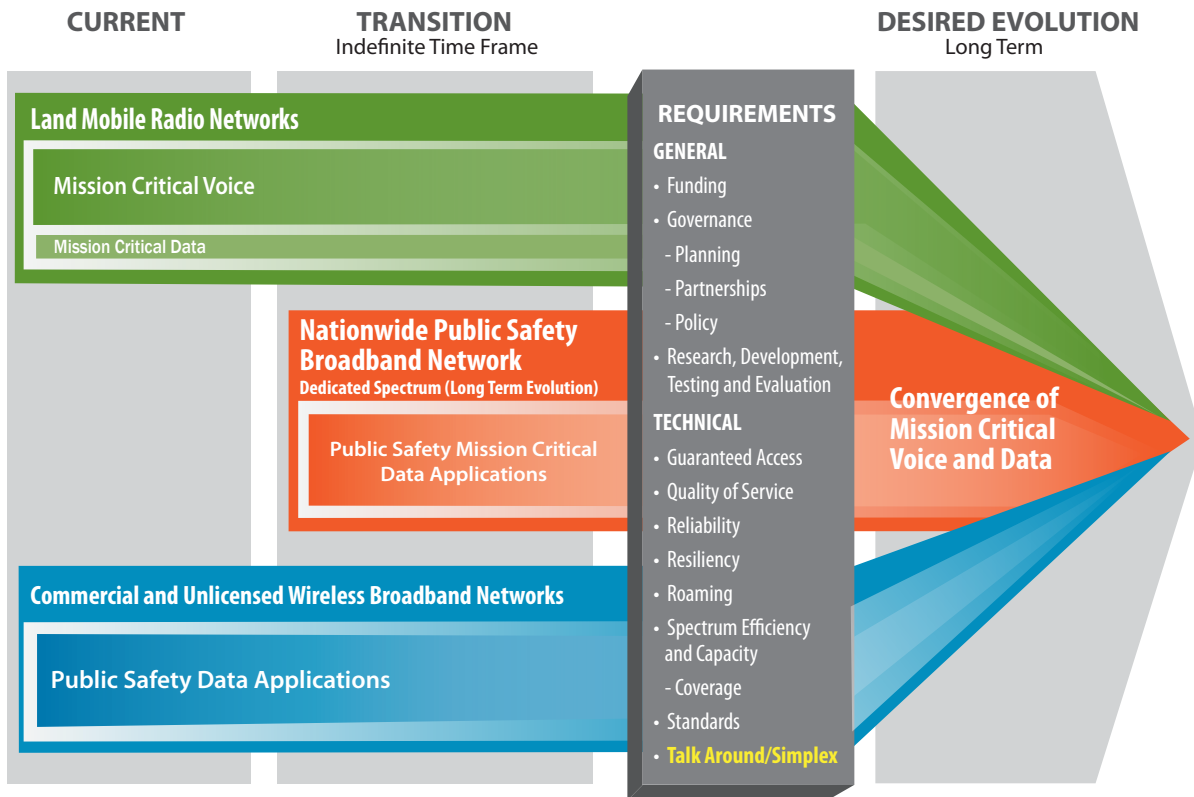 CURRENT
TRANSITION
Indefinite Time Frame
DESIRED EVOLUTION
Long Term
Land Mobile Radio Networks
Mission Critical Voice
Mission Critical Data
Nationwide Public Safety
Broadband Network
Dedicated Spectrum (Long Term Evolution)
Public Safety Mission Critical
Data Applications
Commercial and Unlicensed Wireless Broadband Networks
Public Safety Data Applications
REQUIREMENTS
GENERAL
• Funding
• Governance
- Planning
- Partnerships
- Policy
• Research, Development,
Testing and Evaluation
TECHNICAL
• Guaranteed Access
• Quality of Service
• Reliability
• Resiliency
• Roaming
• Spectrum Efficiency
and Capacity
- Coverage
• Standards
• Talk Around/Simplex
Convergence of
Mission Critical
Voice and Data